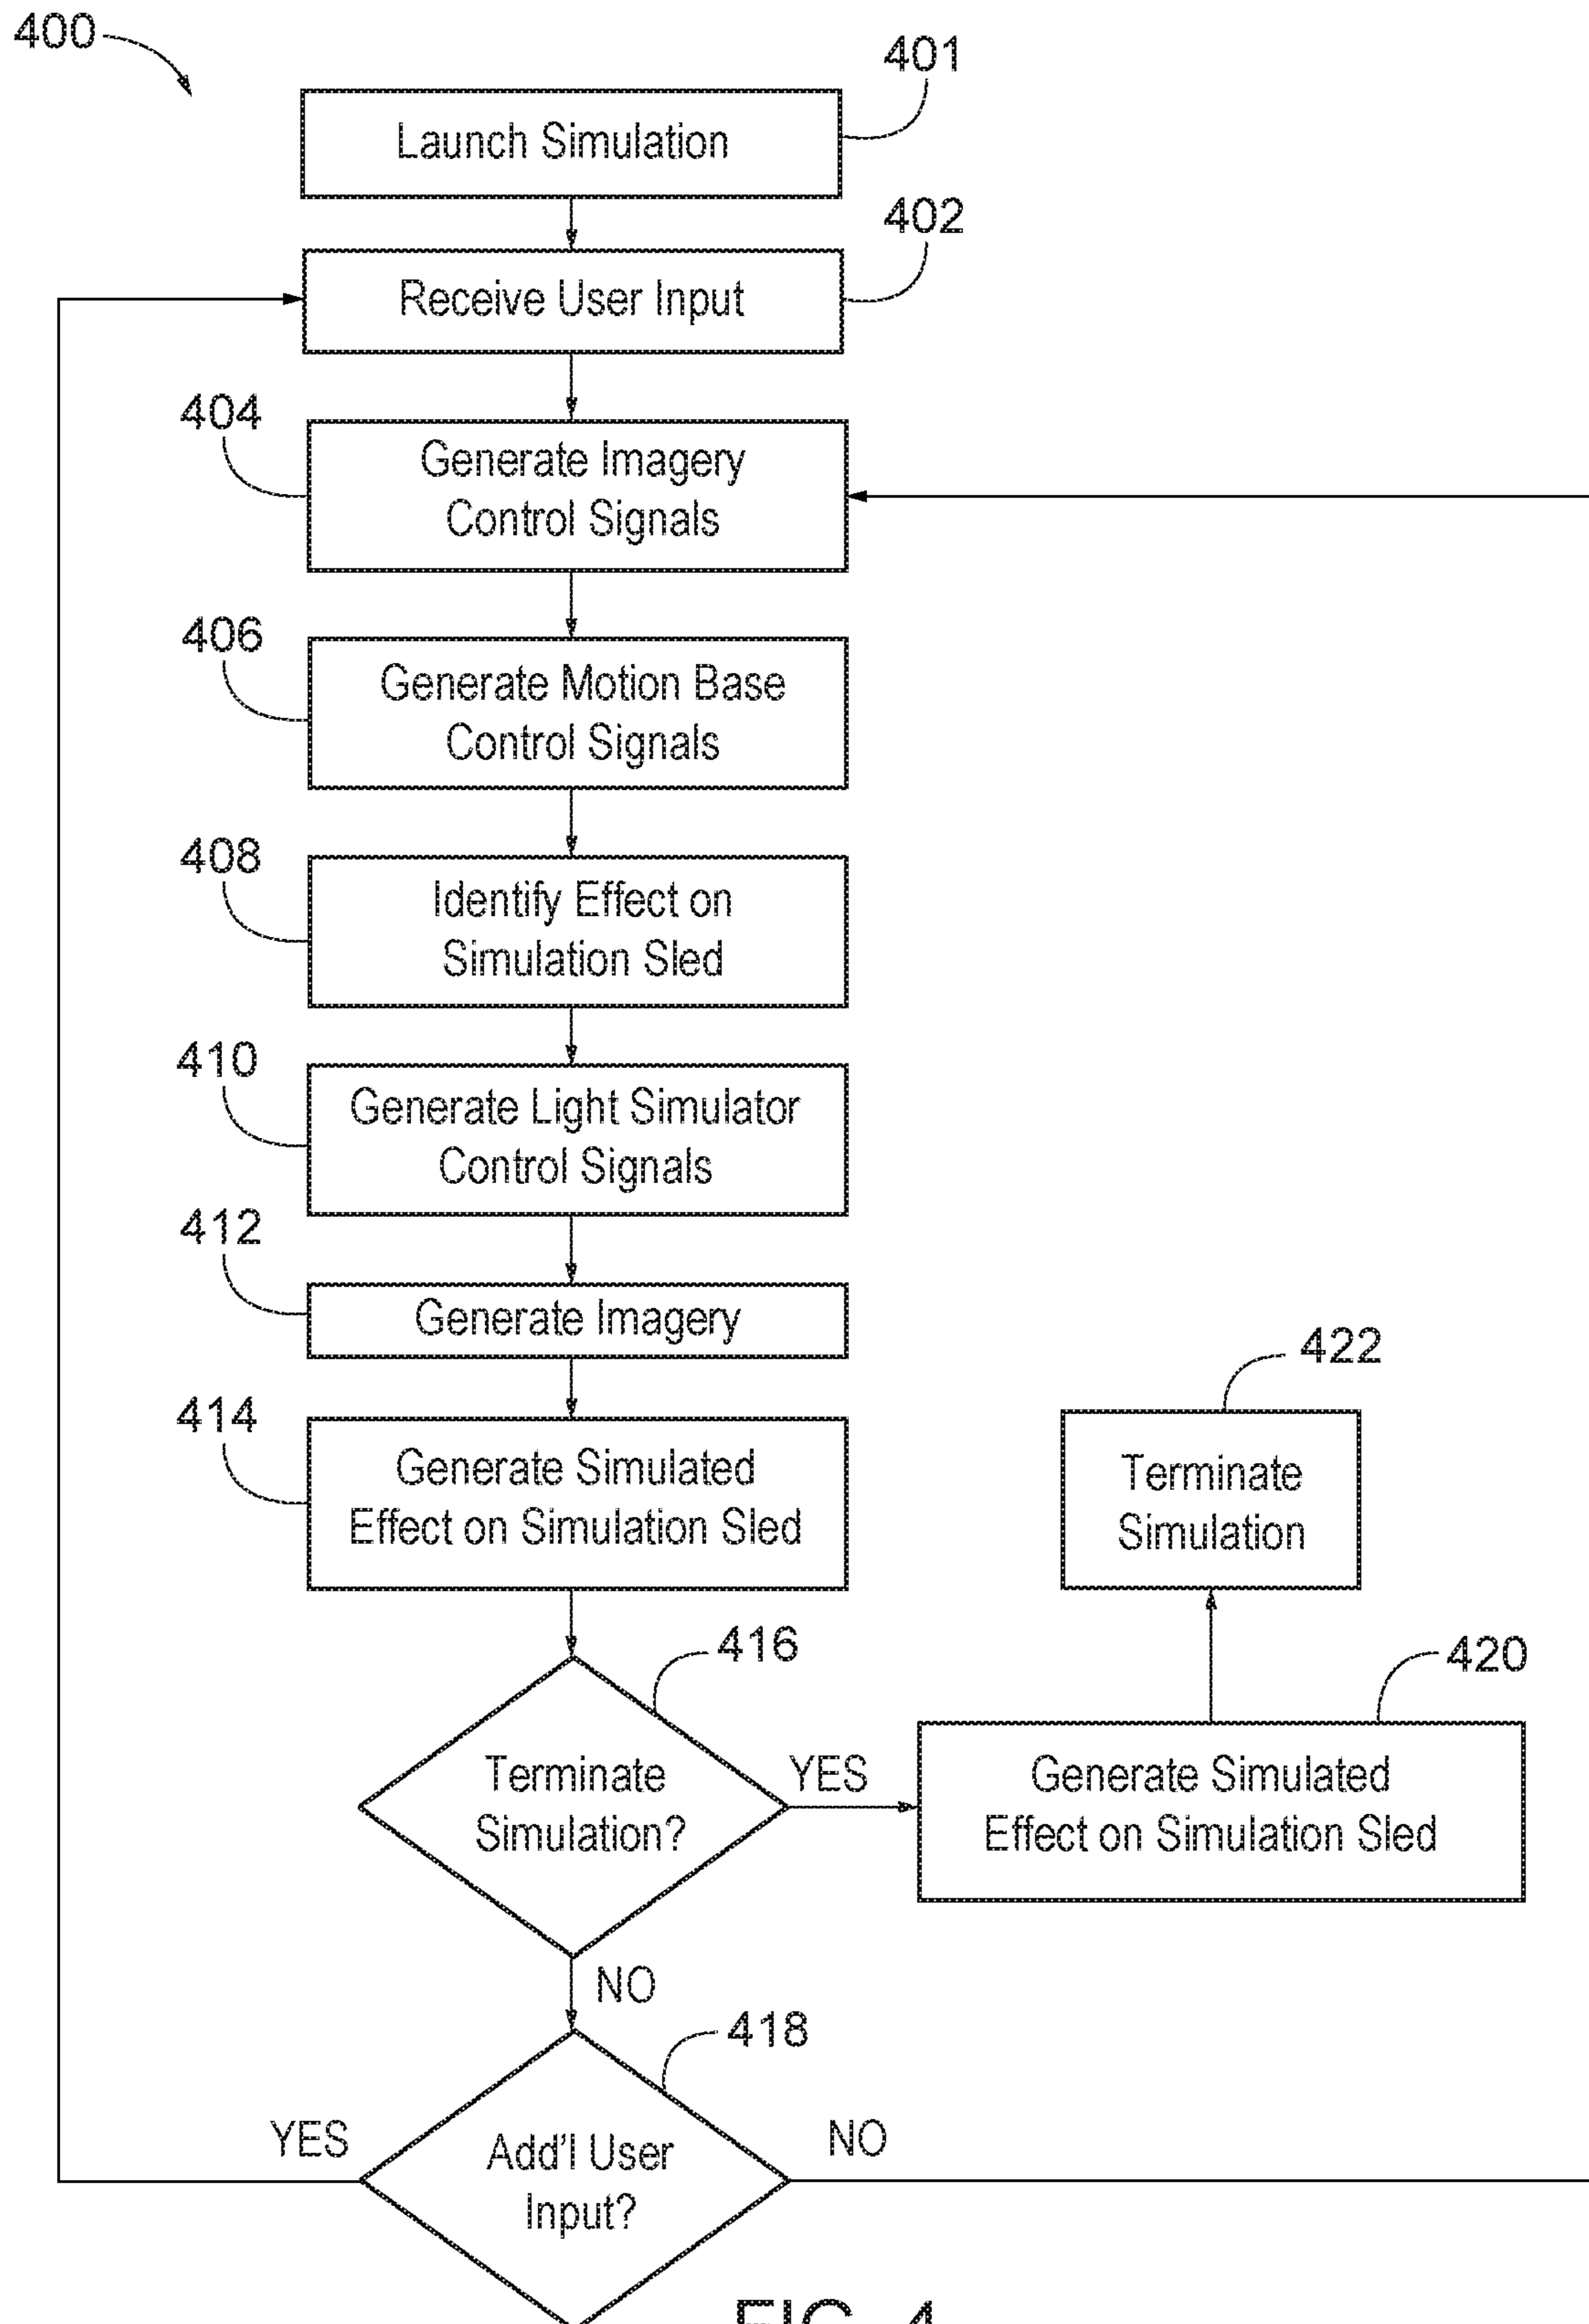 400
401
Launch Simulation
402
Receive User Input
404
Generate Imagery
Control Signals
406
Generate Motion Base
Control Signals
408
Identify Effect on
Simulation Sled
410
Generate Light Simulator
Control Signals
412
Generate Imagery
414
Generate Simulated
Effect on Simulation Sled
422
Terminate
Simulation
416
Terminate
Simulation?
YES
420
Generate Simulated
Effect on Simulation Sled
NO
418
YES
Add'l User
Input?
NO
FIG. 4